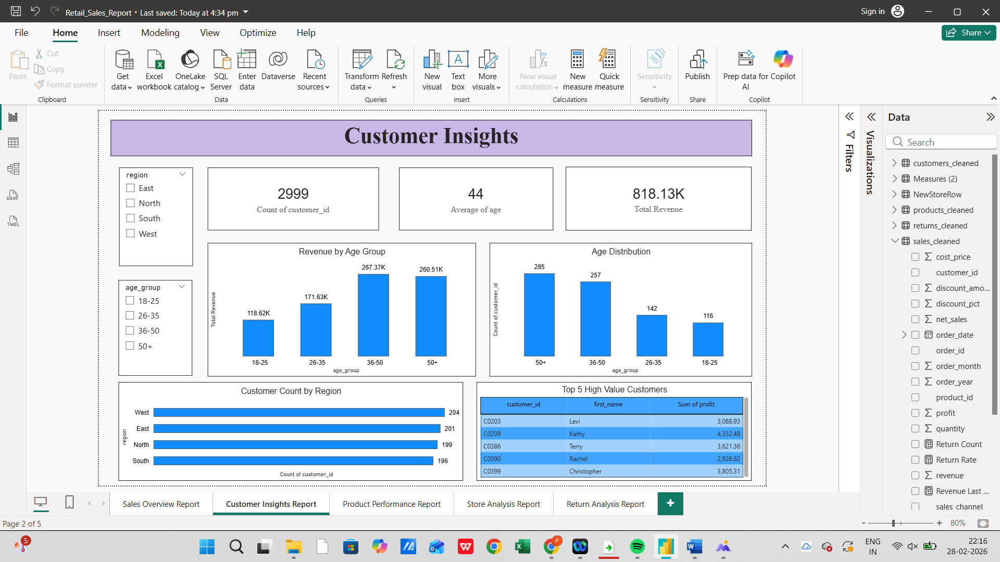 Retail_Sales_Report • Last saved: Today at 4:34 pm
Sign in
File Home Insert Modeling View Optimize Help
Share
Paste
Cut
Copy
Format painter
Clipboard
Get data
Excel workbook
OneLake catalog
SQL Server
Enter data
Dataverse
Recent sources
Data
Transform data
Refresh
Queries
New visual
Text box
More visuals
Insert
New visual calculation
New measure
Quick measure
Calculations
Sensitivity
Sensitivity
Publish
Share
Prep data for AI
Copilot
Copilot
DAX
TMDL
Customer Insights
region
East
North
South
West
2999
Count of customer_id
44
Average of age
818.13K
Total Revenue
age_group
18-25
26-35
36-50
50+
Revenue by Age Group
Total Revenue
118.62K
171.63K
267.37K
260.51K
18-25 26-35 36-50 50+
age_group
Age Distribution
Count of customer_id
285
257
142
116
50+ 36-50 26-35 18-25
age_group
Customer Count by Region
region
West 204
East 201
North 199
South 196
Count of customer_id
Top 5 High Value Customers
customer_id first_name Sum of profit
C0203 Levi 3,088.93
C0209 Kathy 4,332.48
C0386 Terry 3,621.36
C0390 Rachel 2,926.62
C0399 Christopher 3,805.31
Filters
Visualizations
Data
Search
customers_cleaned
Measures (2)
NewStoreRow
products_cleaned
returns_cleaned
sales_cleaned
cost_price
customer_id
discount_amo...
discount_pct
net_sales
order_date
order_id
order_month
order_year
product_id
profit
quantity
Return Count
Return Rate
revenue
Revenue Last ...
sales channel
Sales Overview Report
Customer Insights Report
Product Performance Report
Store Analysis Report
Return Analysis Report
+
Page 2 of 5
- + 80%
5
P
ENG
IN
22:16
28-02-2026